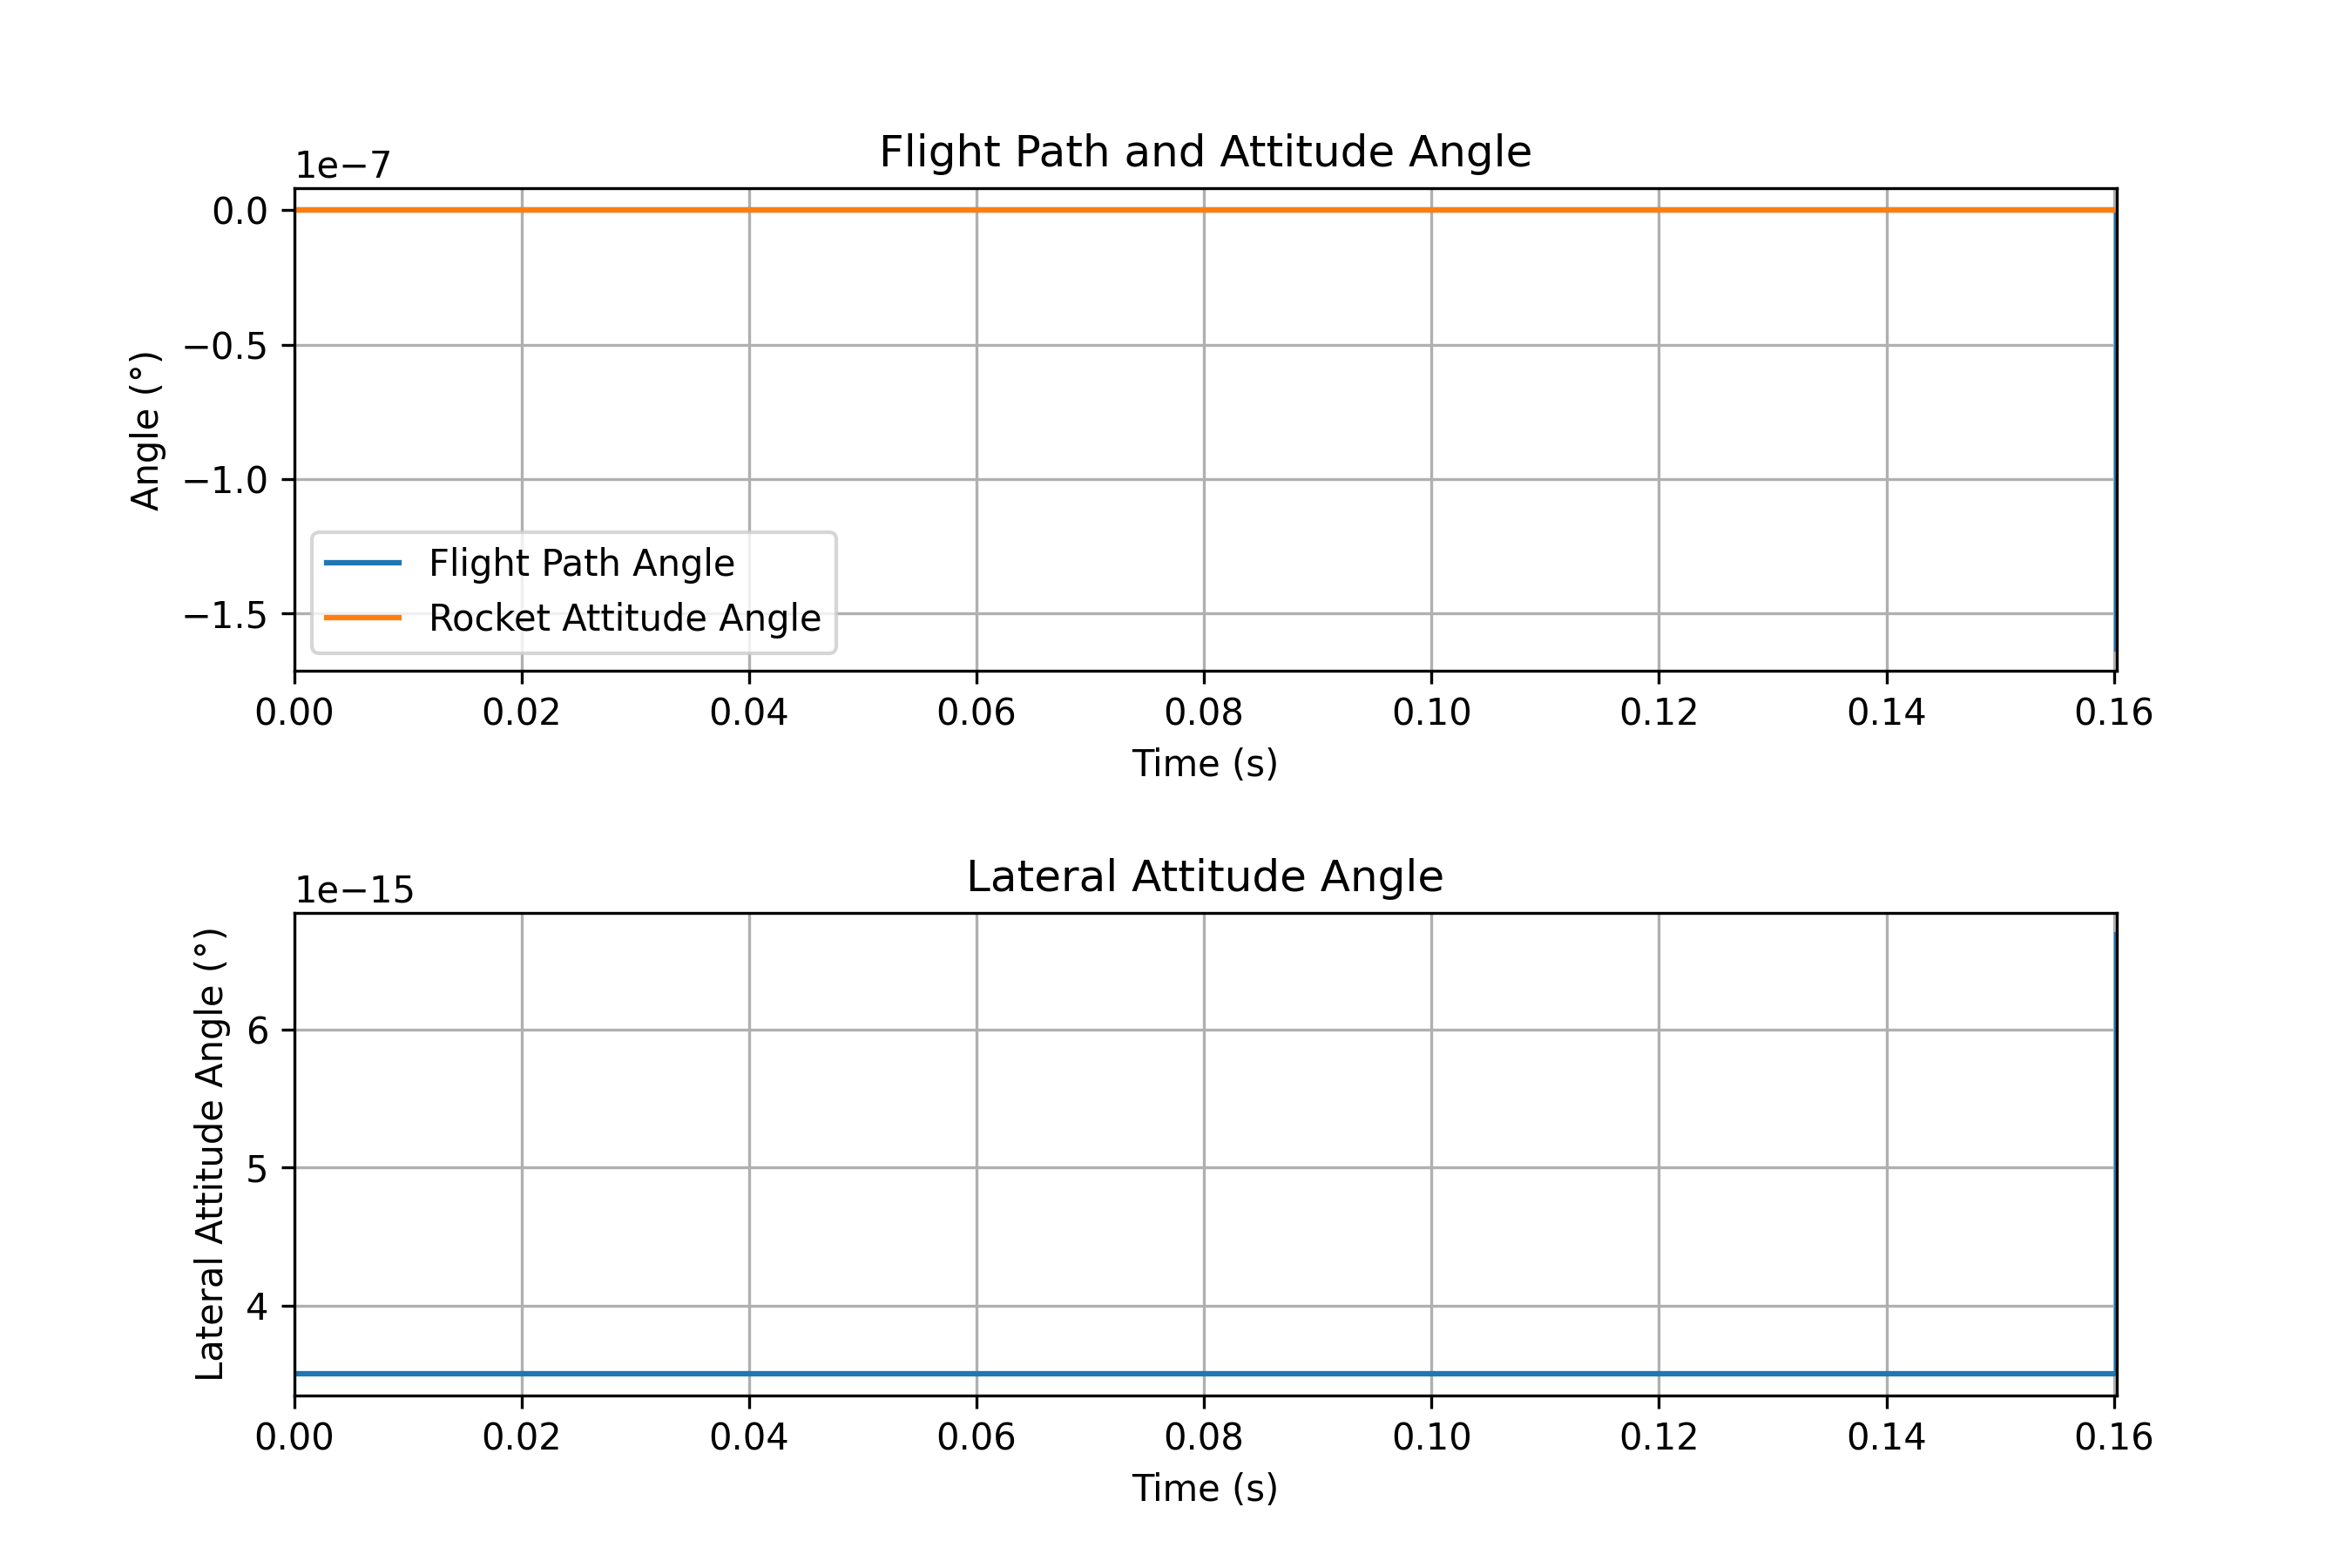 Flight Path and Attitude Angle
1e−7
0.0
−0.5
−1.0
−1.5
Angle (°)
Flight Path Angle
Rocket Attitude Angle
0.00 0.02 0.04 0.06 0.08 0.10 0.12 0.14 0.16
Time (s)
Lateral Attitude Angle
1e−15
6
5
4
Lateral Attitude Angle (°)
0.00 0.02 0.04 0.06 0.08 0.10 0.12 0.14 0.16
Time (s)